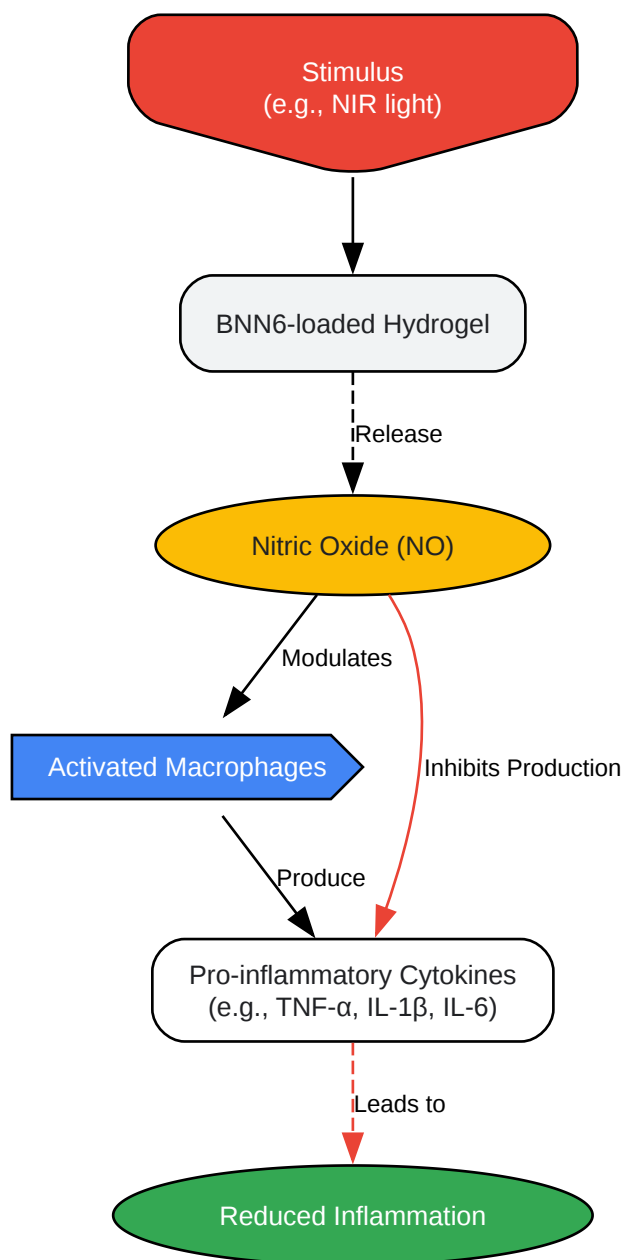 Stimulus
(e.g., NIR light)
BNN6-loaded Hydrogel
Release
Nitric Oxide (NO)
Modulates
Activated Macrophages
Inhibits Production
Produce
Pro-inflammatory Cytokines
(e.g., TNF-α, IL-1β, IL-6)
Leads to
Reduced Inflammation